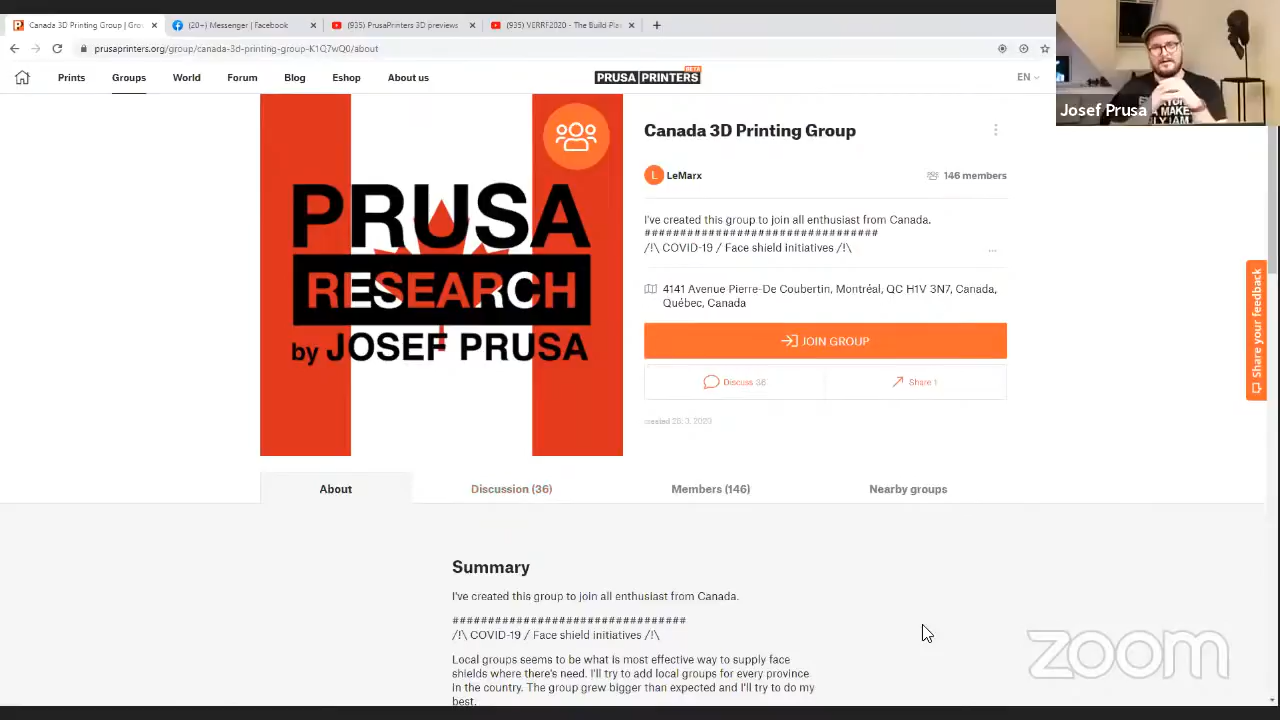 Canada 3D Printing Group | Grou
(20+) Messenger | Facebook
(935) PrusaPrinters 3D previews
(935) VERRF2020 - The Build Pla
prusaprinters.org/group/canada-3d-printing-group-K1Q7wQ0/about
Prints Groups World Forum Blog Eshop About us
PRUSA PRINTERS BETA
EN
Josef Prusa
PRUSA
RESEARCH
by JOSEF PRUSA
Canada 3D Printing Group
L LeMarx
146 members
I've created this group to join all enthusiast from Canada.
################################
/!\ COVID-19 / Face shield initiatives /!\
...
4141 Avenue Pierre-De Coubertin, Montréal, QC H1V 3N7, Canada,
Québec, Canada
JOIN GROUP
Discuss 36
Share 1
created 26. 3. 2020
Share your feedback
About
Discussion (36)
Members (146)
Nearby groups
Summary
I've created this group to join all enthusiast from Canada.
################################
/!\ COVID-19 / Face shield initiatives /!\
Local groups seems to be what is most effective way to supply face
shields where there's need. I'll try to add local groups for every province
in the country. The group grew bigger than expected and I'll try to do my
best.
zoom